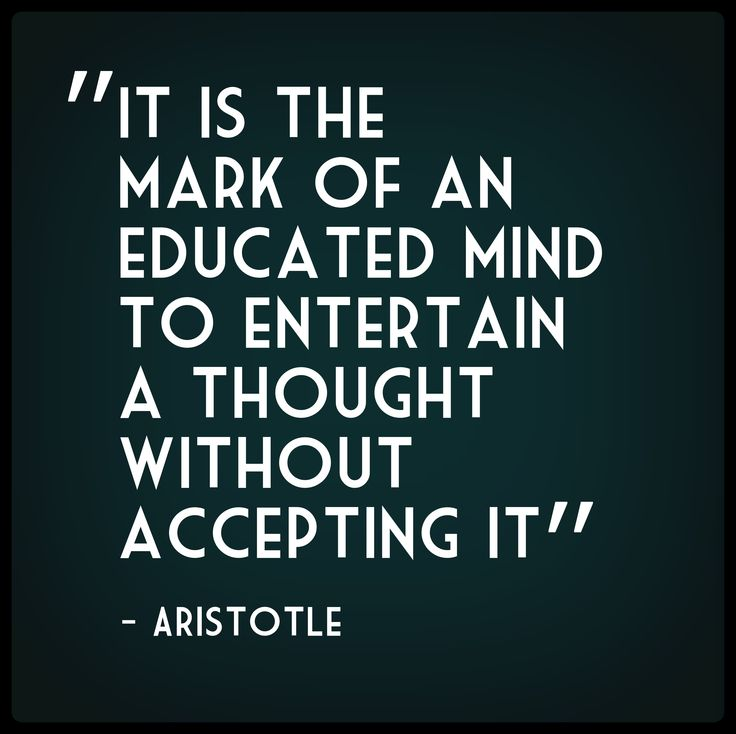 "IT IS THE
MARK OF AN
EDUCATED MIND
TO ENTERTAIN
A THOUGHT
WITHOUT
ACCEPTING IT"
- ARISTOTLE